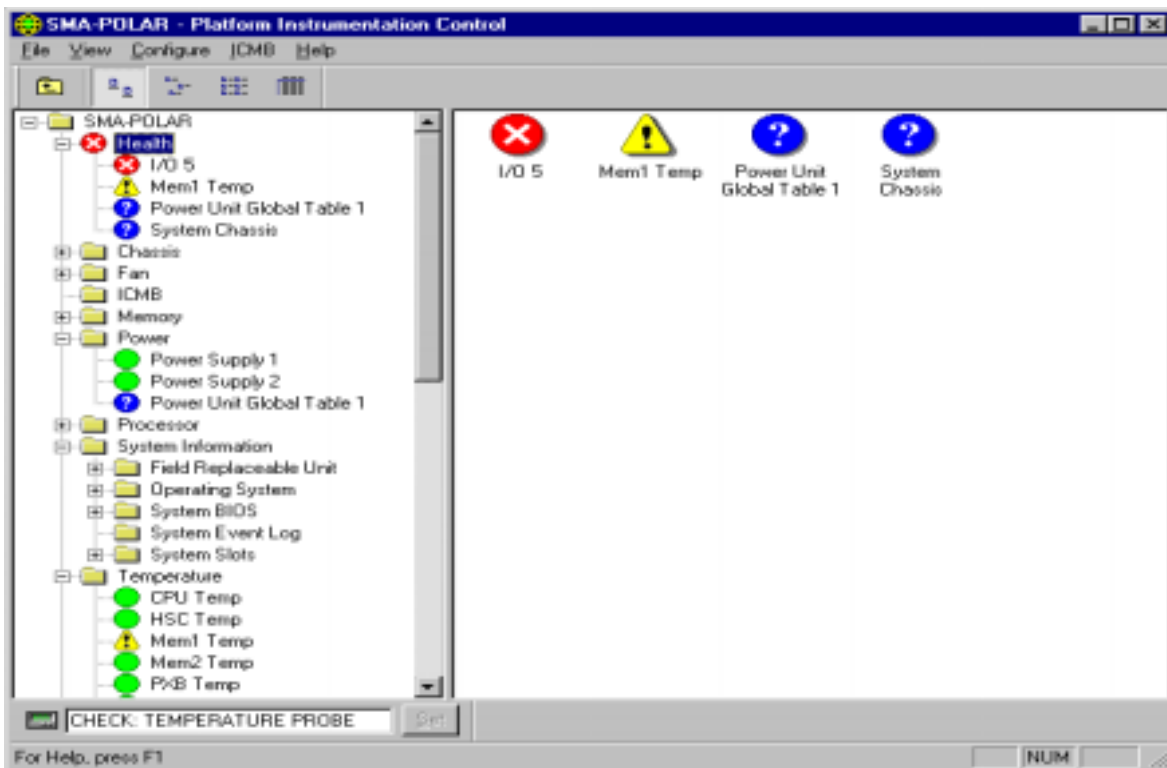 SMA-POLAR - Platform Instrumentation Control
File View Configure ICMB Help
SMA-POLAR
Health
I/O 5
Mem1 Temp
Power Unit Global Table 1
System Chassis
Chassis
Fan
ICMB
Memory
Power
Power Supply 1
Power Supply 2
Power Unit Global Table 1
Processor
System Information
Field Replaceable Unit
Operating System
System BIOS
System Event Log
System Slots
Temperature
CPU Temp
HSC Temp
Mem1 Temp
Mem2 Temp
PXB Temp
I/O 5
Mem1 Temp
Power Unit
Global Table 1
System
Chassis
CHECK: TEMPERATURE PROBE
Set
For Help, press F1
NUM